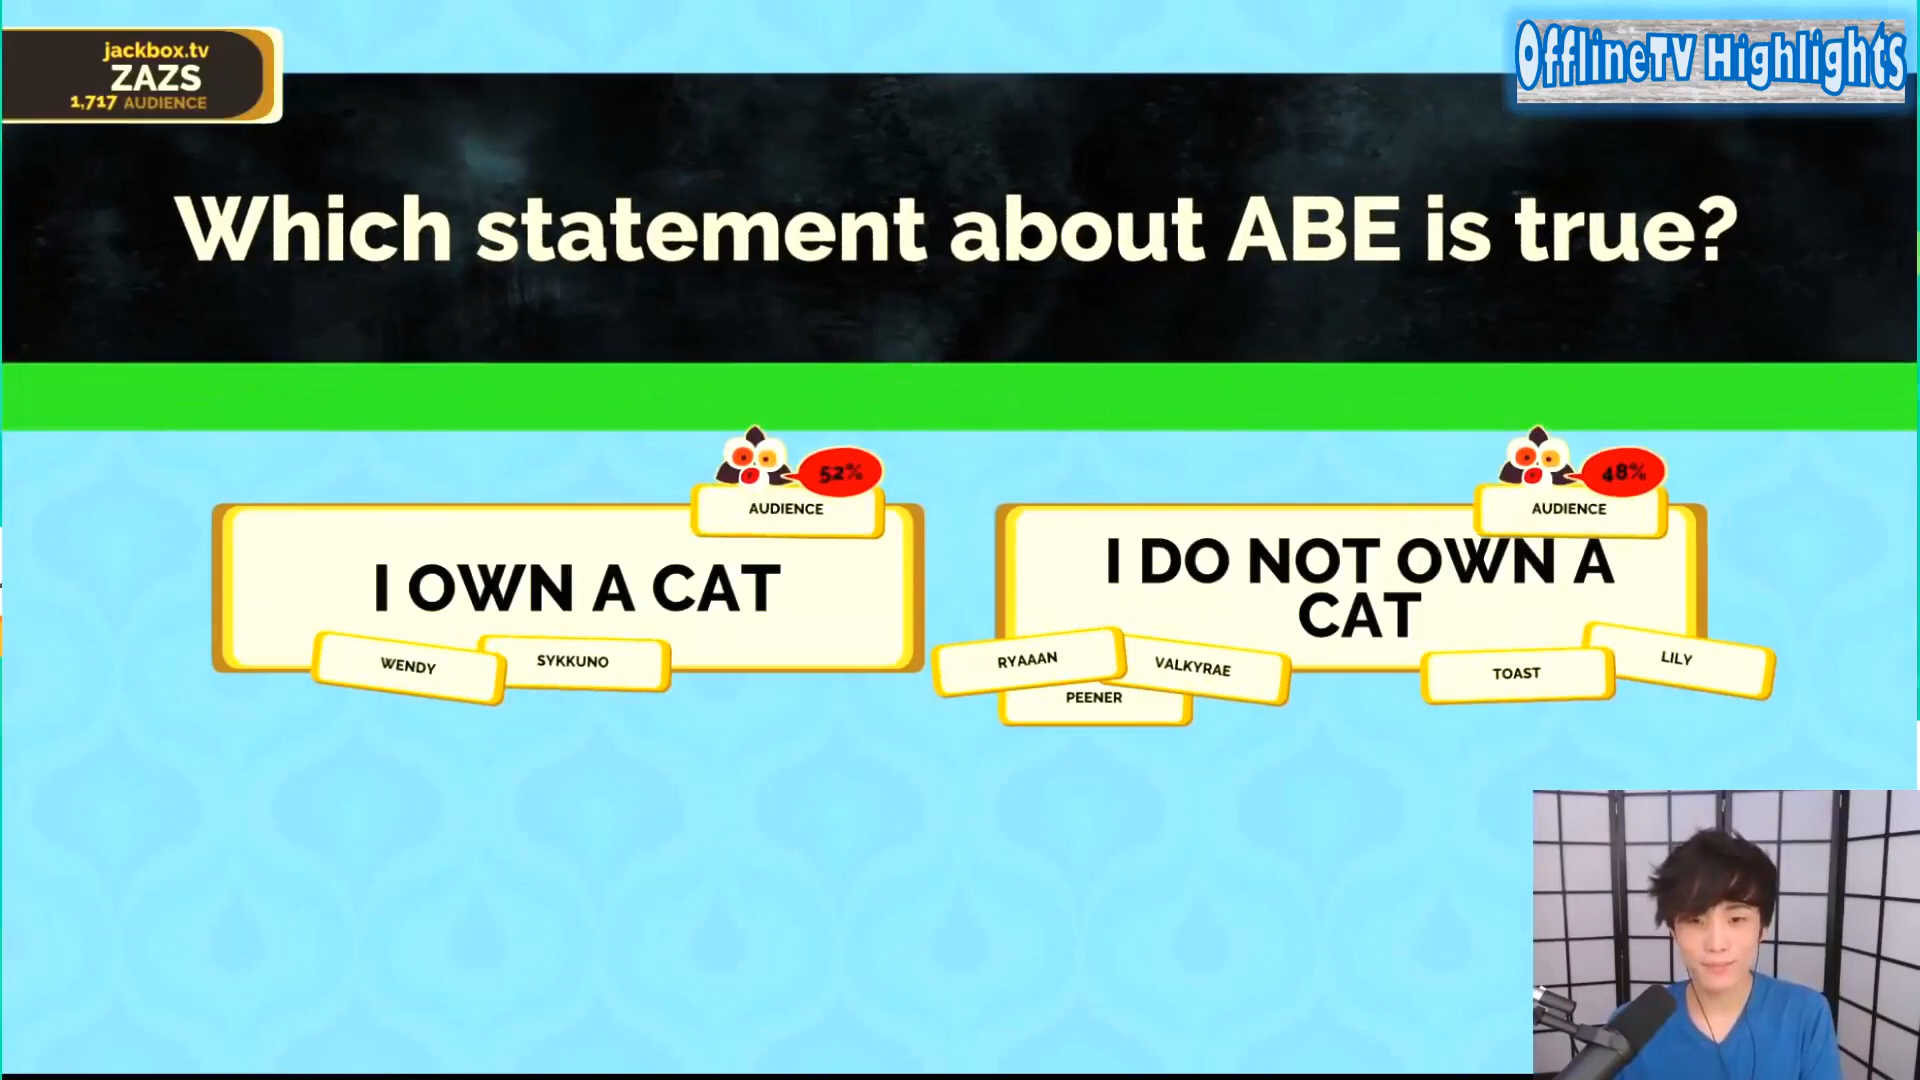 jackbox.tv
ZAZS
1,717 AUDIENCE
OfflineTV Highlights
Which statement about ABE is true?
52%
AUDIENCE
I OWN A CAT
WENDY
SYKKUNO
48%
AUDIENCE
I DO NOT OWN A
CAT
RYAAAN
VALKYRAE
PEENER
TOAST
LILY